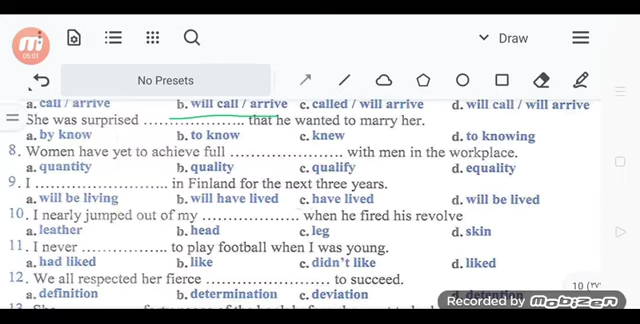 05:01
Draw
No Presets
a. call / arrive b. will call / arrive c. called / will arrive d. will call / arrive
She was surprised ..................... that he wanted to marry her.
a. by know b. to know c. knew d. to knowing
8. Women have yet to achieve full ..................... with men in the workplace.
a. quantity b. quality c. qualify d. equality
9. I ..................... in Finland for the next three years.
a. will be living b. will have lived c. have lived d. will be lived
10. I nearly jumped out of my ..................... when he fired his revolve
a. leather b. head c. leg d. skin
11. I never ..................... to play football when I was young.
a. had liked b. like c. didn't like d. liked
12. We all respected her fierce ..................... to succeed.
a. definition b. determination c. deviation d. detention
10
Recorded by Mobizen